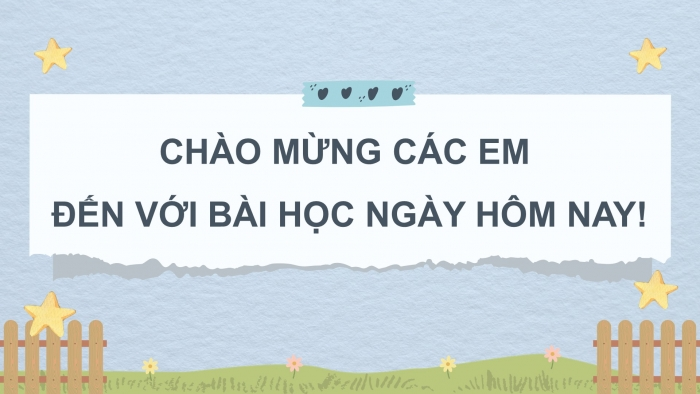 CHÀO MỪNG CÁC EM
ĐẾN VỚI BÀI HỌC NGÀY HÔM NAY!